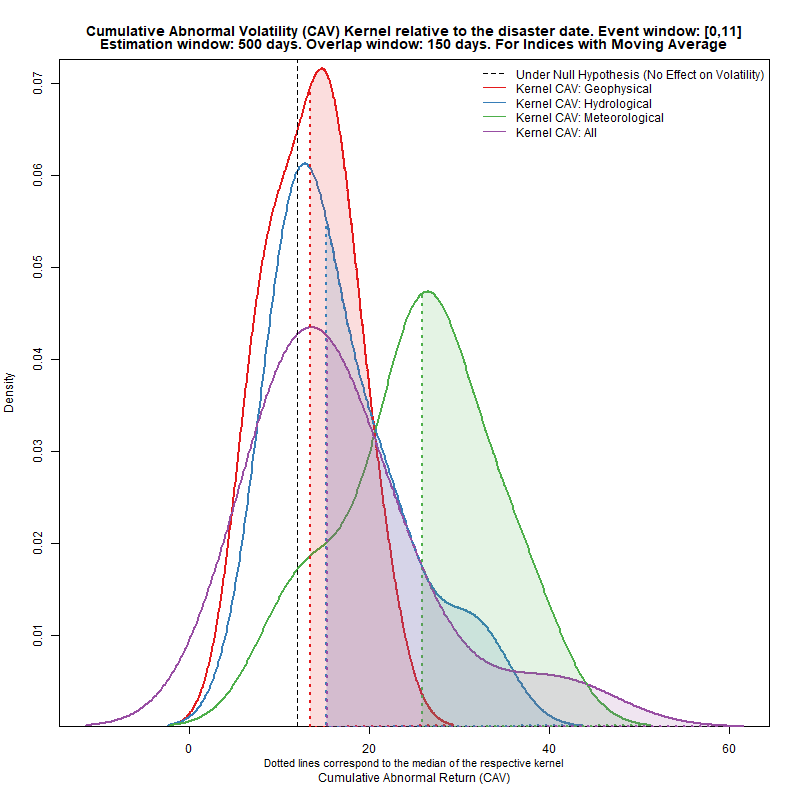 Cumulative Abnormal Volatility (CAV) Kernel relative to the disaster date. Event window: [0,11]
Estimation window: 500 days. Overlap window: 150 days. For Indices with Moving Average
Under Null Hypothesis (No Effect on Volatility)
Kernel CAV: Geophysical
Kernel CAV: Hydrological
Kernel CAV: Meteorological
Kernel CAV: All
0.07
0.06
0.05
0.04
0.03
0.02
0.01
Density
0 20 40 60
Dotted lines correspond to the median of the respective kernel
Cumulative Abnormal Return (CAV)